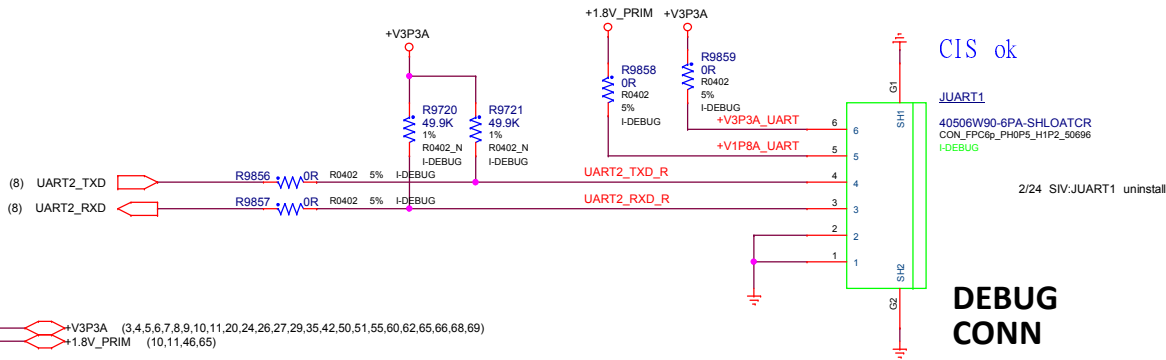 +1.8V_PRIM +V3P3A
+V3P3A
CIS ok
R9858
0R
R0402
5%
I-DEBUG
R9859
0R
R0402
5%
I-DEBUG
G1
SH1
JUART1
40506W90-6PA-SHLOATCR
CON_FPC6p_PH0P5_H1P2_50696
I-DEBUG
R9720
49.9K
1%
R0402_N
I-DEBUG
R9721
49.9K
1%
R0402_N
I-DEBUG
+V3P3A_UART 6 6
+V1P8A_UART 5 5
(8) UART2_TXD R9856 0R R0402 5% I-DEBUG UART2_TXD_R 4 4
2/24 SIV:JUART1 uninstall
(8) UART2_RXD R9857 0R R0402 5% I-DEBUG UART2_RXD_R 3 3
2 2
1 1
SH2
G2
DEBUG
CONN
+V3P3A (3,4,5,6,7,8,9,10,11,20,24,26,27,29,35,42,50,51,55,60,62,65,66,68,69)
+1.8V_PRIM (10,11,46,65)